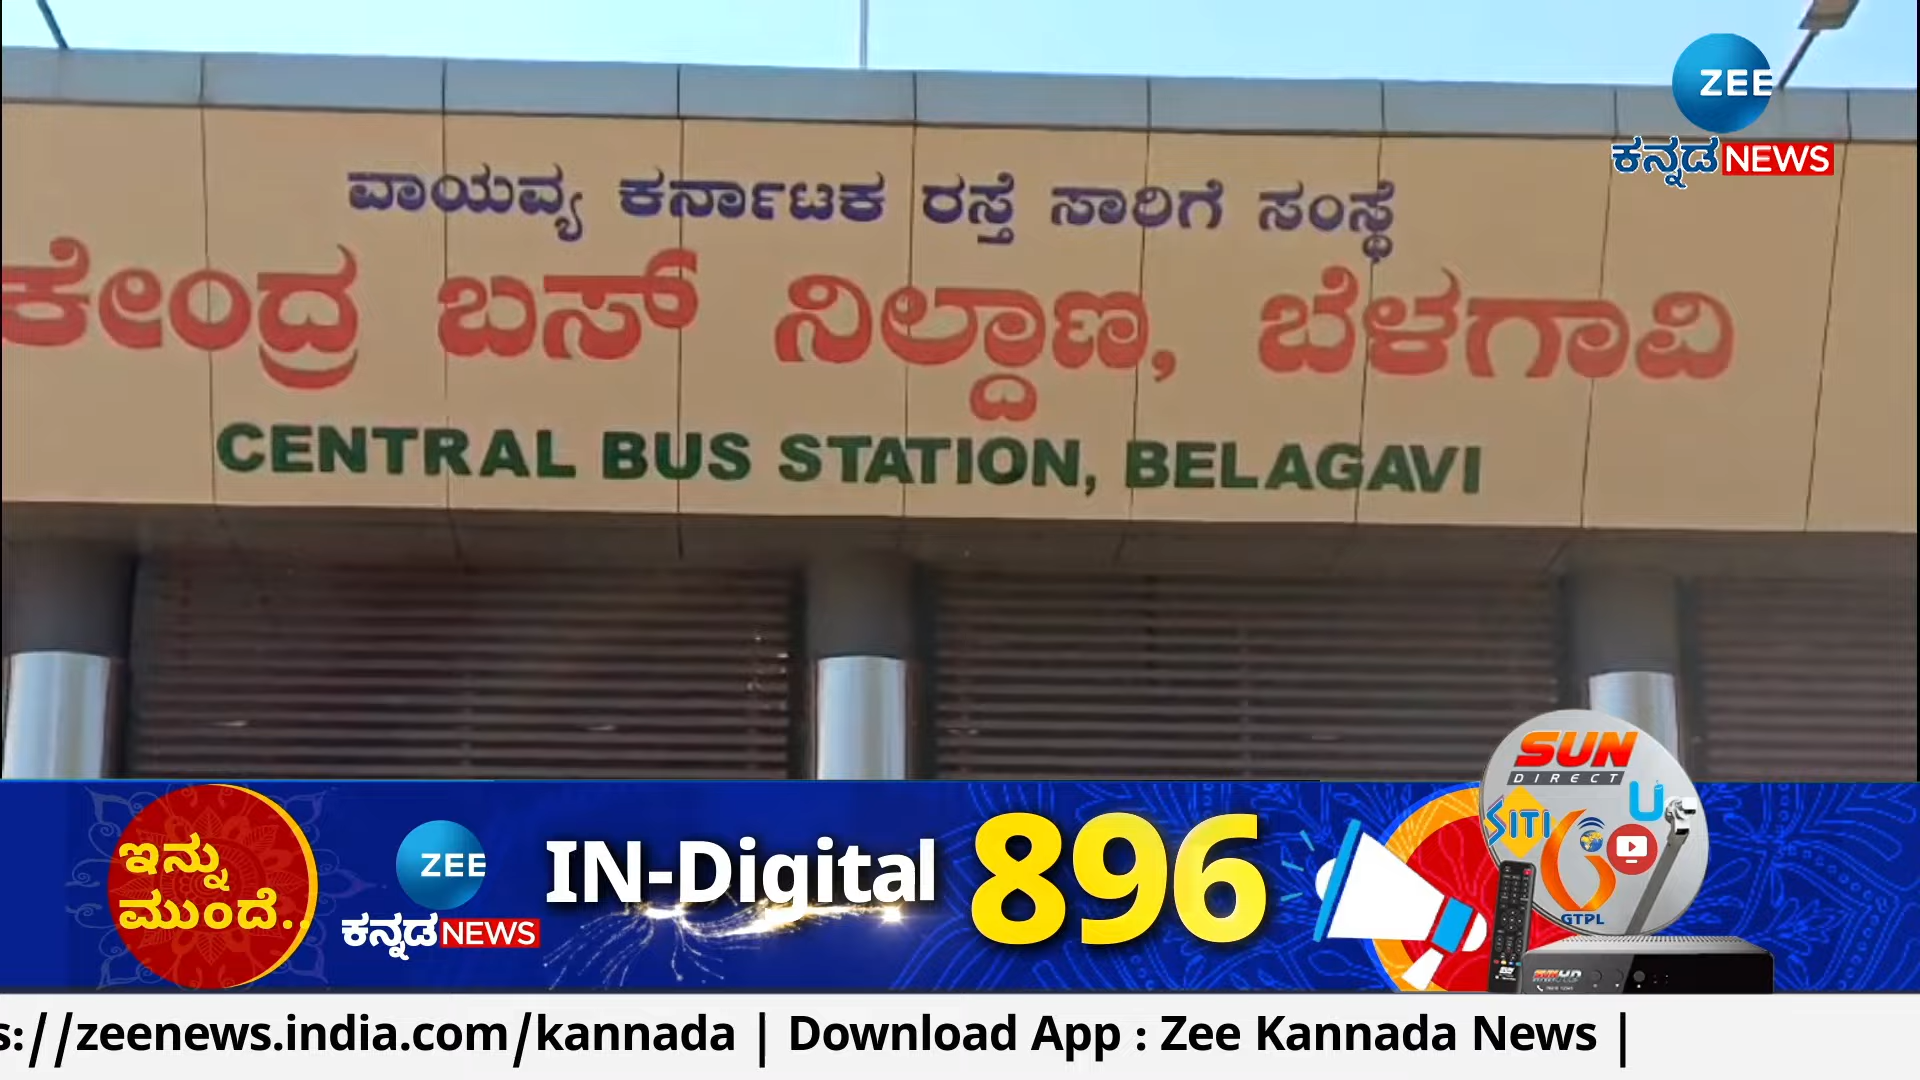 ZEE
ಕನ್ನಡ NEWS
ವಾಯವ್ಯ ಕರ್ನಾಟಕ ರಸ್ತೆ ಸಾರಿಗೆ ಸಂಸ್ಥೆ
ಕೇಂದ್ರ ಬಸ್ ನಿಲ್ದಾಣ, ಬೆಳಗಾವಿ
CENTRAL BUS STATION, BELAGAVI
ಇನ್ನು
ಮುಂದೆ..
ZEE
ಕನ್ನಡ NEWS
IN-Digital 896
SUN
DIRECT
SITI
U
GTPL
s://zeenews.india.com/kannada | Download App : Zee Kannada News |